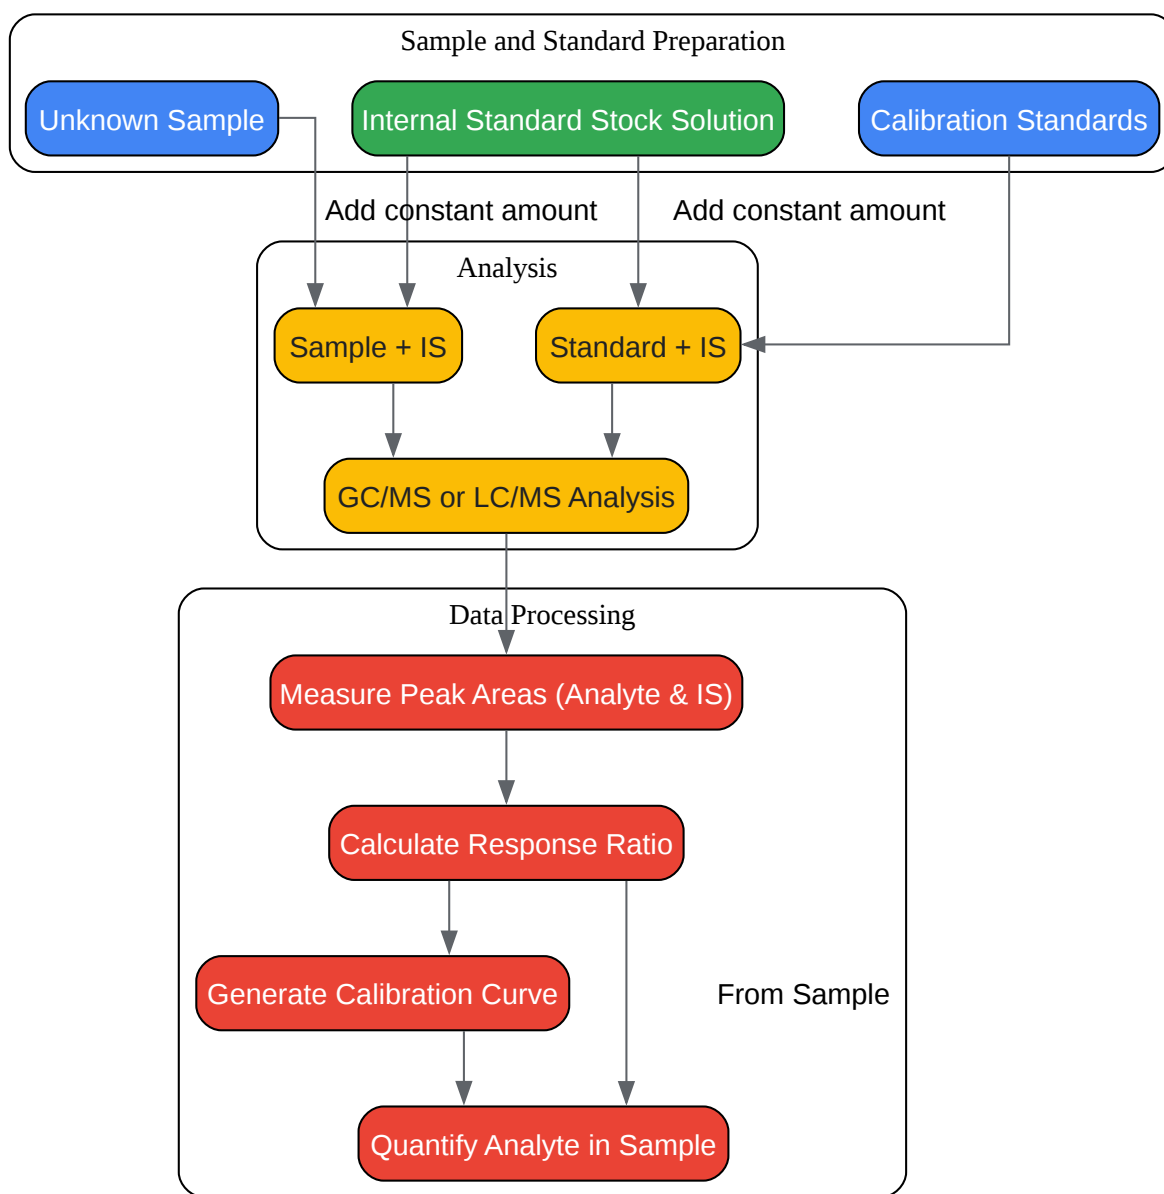 Sample and Standard Preparation
Unknown Sample
Internal Standard Stock Solution
Calibration Standards
Add constant amount
Add constant amount
Analysis
Sample + IS
Standard + IS
GC/MS or LC/MS Analysis
Data Processing
Measure Peak Areas (Analyte & IS)
Calculate Response Ratio
Generate Calibration Curve
From Sample
Quantify Analyte in Sample